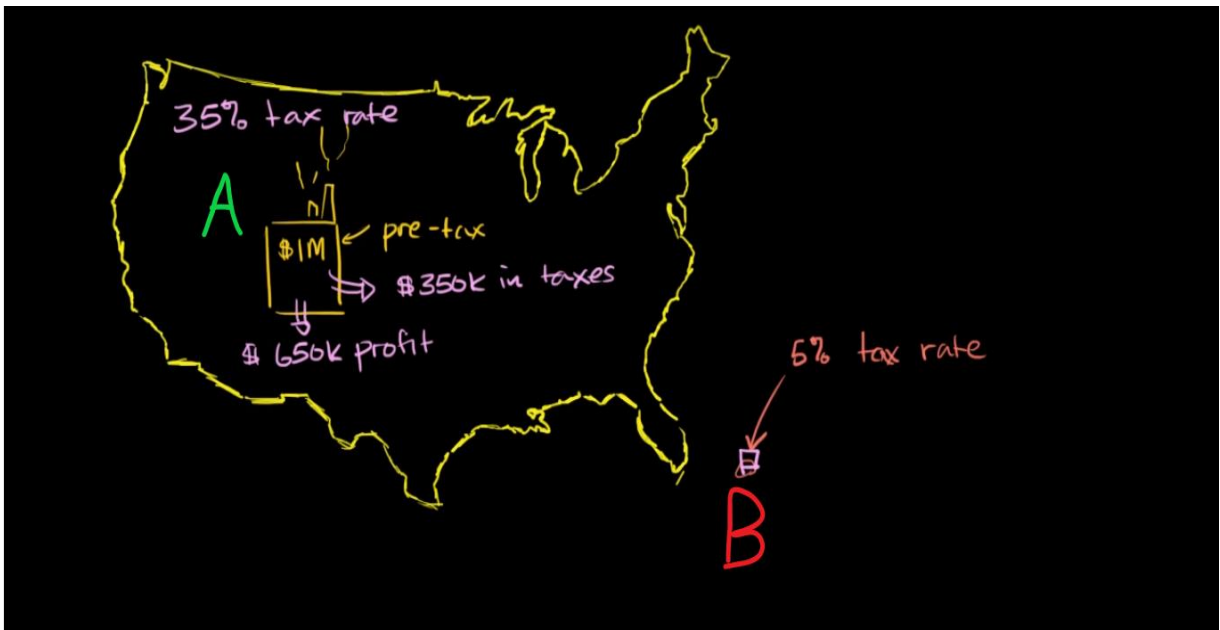 35% tax rate
A
$1M
pre-tax
$350K in taxes
$650K profit
5% tax rate
B